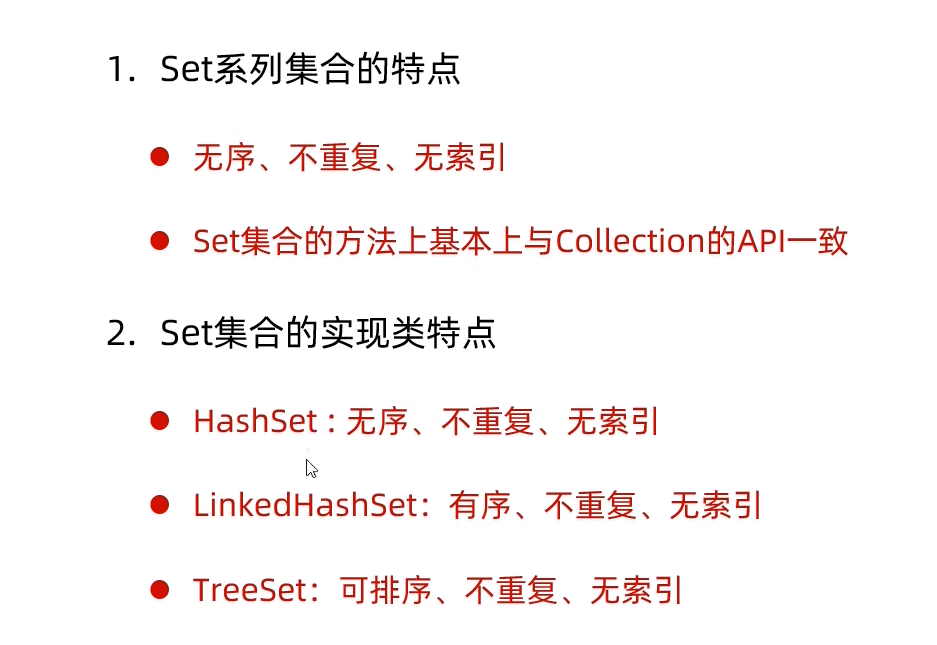 1. Set系列集合的特点
● 无序、不重复、无索引
● Set集合的方法上基本上与Collection的API一致
2. Set集合的实现类特点
● HashSet : 无序、不重复、无索引
● LinkedHashSet：有序、不重复、无索引
● TreeSet：可排序、不重复、无索引